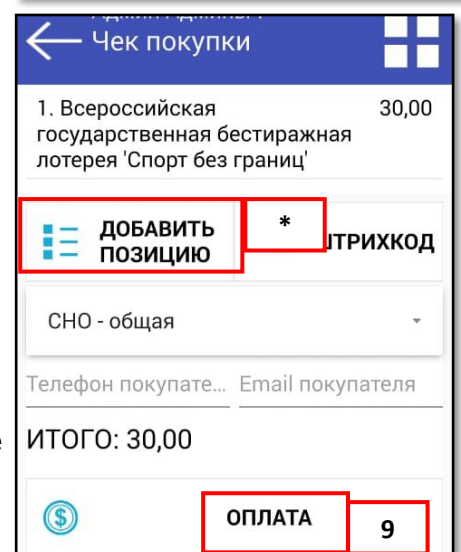 Чек покупки
1. Всероссийская 30,00
государственная бестиражная
лотерея 'Спорт без границ'
ДОБАВИТЬ
ПОЗИЦИЮ
*
ТРИХКОД
СНО - общая
Телефон покупате... Email покупателя
е ИТОГО: 30,00
ОПЛАТА 9